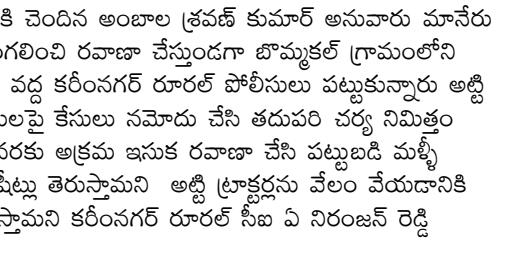 కి చెందిన అంబాల శ్రవణ్ కుమార్ అనువారు మానేరు
గలించి రవాణా చేస్తుండగా బొమ్మకల్ గ్రామంలోని
వద్ద కరీంనగర్ రూరల్ పోలీసులు పట్టుకున్నారు అట్టి
లపై కేసులు నమోదు చేసి తదుపరి చర్య నిమిత్తం
వరకు అక్రమ ఇసుక రవాణా చేసి పట్టుబడి మళ్ళీ
షీట్లు తెరుస్తామని అట్టి ట్రాక్టర్లను వేలం వేయడానికి
స్తామని కరీంనగర్ రూరల్ సీఐ ఏ నిరంజన్ రెడ్డి